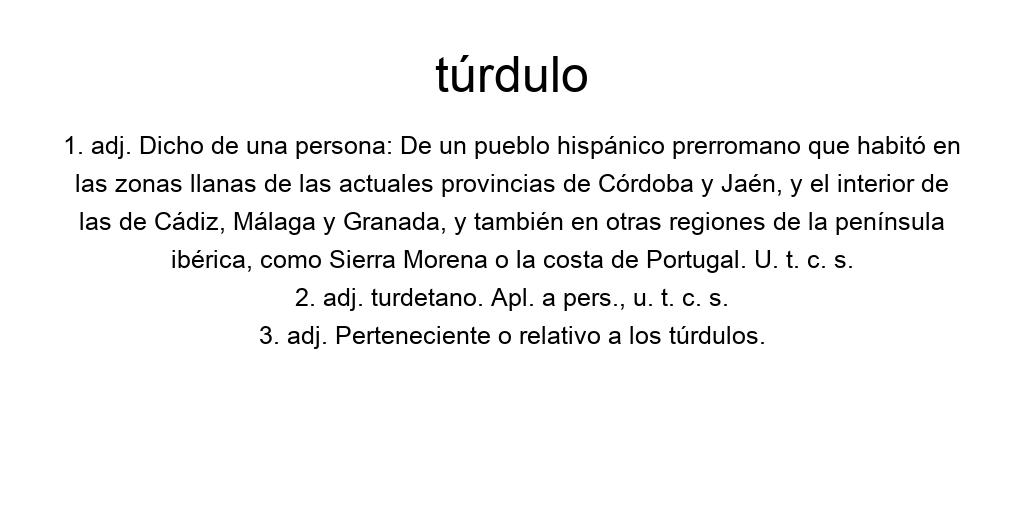 túrdulo
1. adj. Dicho de una persona: De un pueblo hispánico prerromano que habitó en
las zonas llanas de las actuales provincias de Córdoba y Jaén, y el interior de
las de Cádiz, Málaga y Granada, y también en otras regiones de la península
ibérica, como Sierra Morena o la costa de Portugal. U. t. c. s.
2. adj. turdetano. Apl. a pers., u. t. c. s.
3. adj. Perteneciente o relativo a los túrdulos.